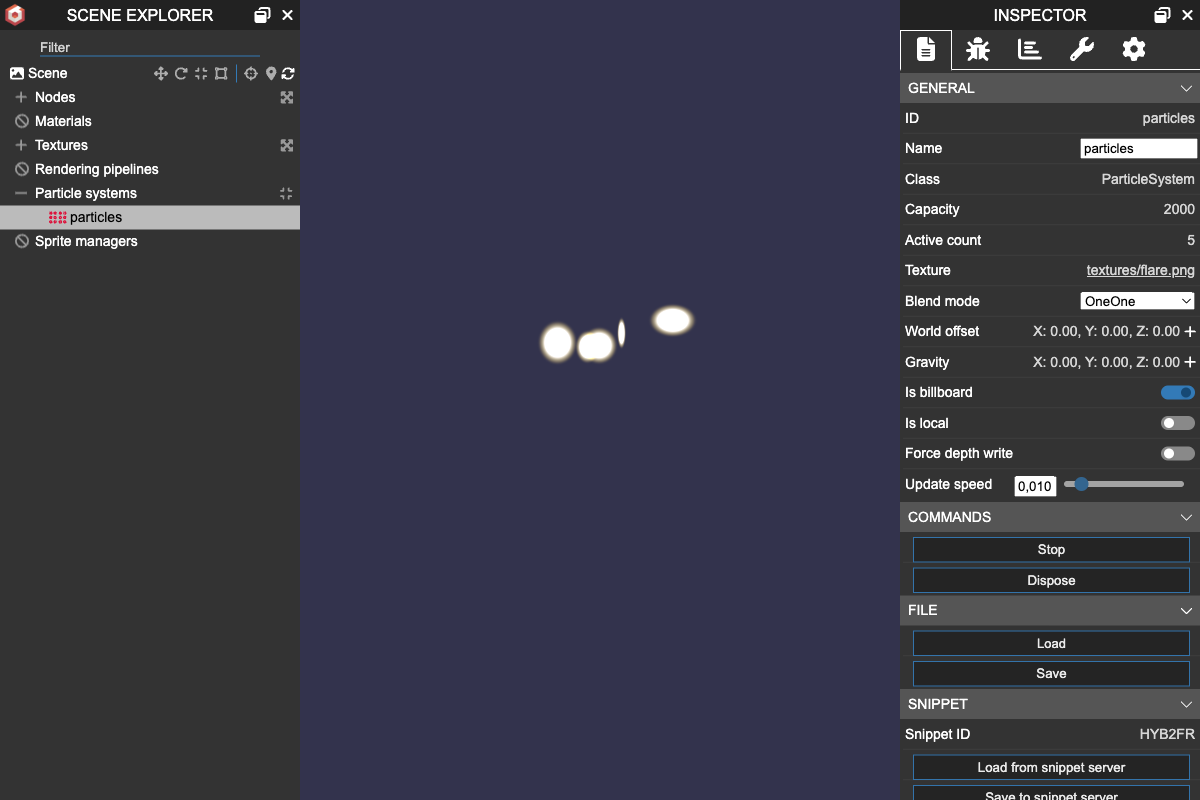 SCENE EXPLORER
Filter
Scene
Nodes
Materials
Textures
Rendering pipelines
Particle systems
particles
Sprite managers
INSPECTOR
GENERAL
ID particles
Name particles
Class ParticleSystem
Capacity 2000
Active count 5
Texture textures/flare.png
Blend mode OneOne
World offset X: 0.00, Y: 0.00, Z: 0.00
Gravity X: 0.00, Y: 0.00, Z: 0.00
Is billboard
Is local
Force depth write
Update speed 0,010
COMMANDS
Stop
Dispose
FILE
Load
Save
SNIPPET
Snippet ID HYB2FR
Load from snippet server
Save to snippet server